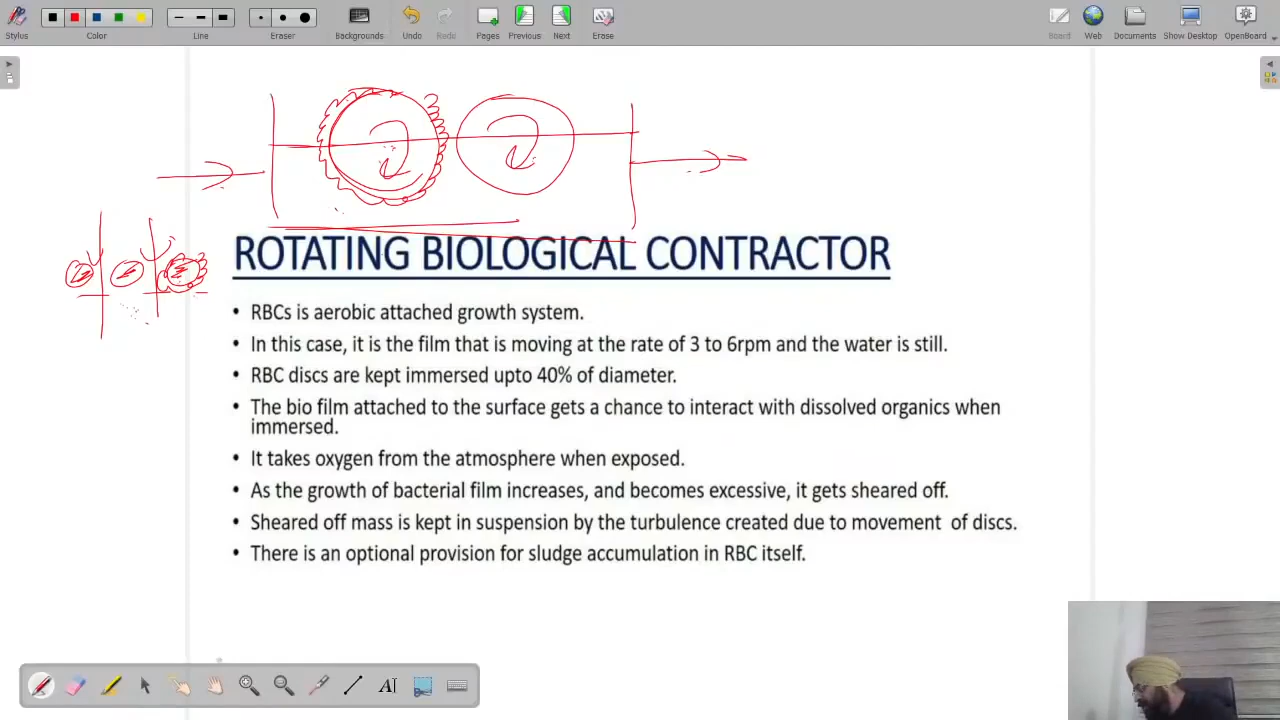 Stylus
Color
Line
Eraser
Backgrounds
Undo
Redo
Pages
Previous
Next
Erase
Board
Web
Documents
Show Desktop
OpenBoard
ROTATING BIOLOGICAL CONTRACTOR
• RBCs is aerobic attached growth system.
• In this case, it is the film that is moving at the rate of 3 to 6rpm and the water is still.
• RBC discs are kept immersed upto 40% of diameter.
• The bio film attached to the surface gets a chance to interact with dissolved organics when
immersed.
• It takes oxygen from the atmosphere when exposed.
• As the growth of bacterial film increases, and becomes excessive, it gets sheared off.
• Sheared off mass is kept in suspension by the turbulence created due to movement of discs.
• There is an optional provision for sludge accumulation in RBC itself.